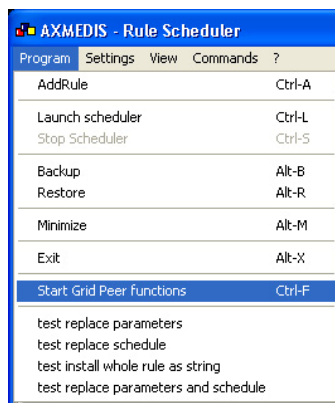 AXMEDIS - Rule Scheduler
Program Settings View Commands ?
AddRule Ctrl-A
Launch scheduler Ctrl-L
Stop Scheduler Ctrl-S
Backup Alt-B
Restore Alt-R
Minimize Alt-M
Exit Alt-X
Start Grid Peer functions Ctrl-F
test replace parameters
test replace schedule
test install whole rule as string
test replace parameters and schedule